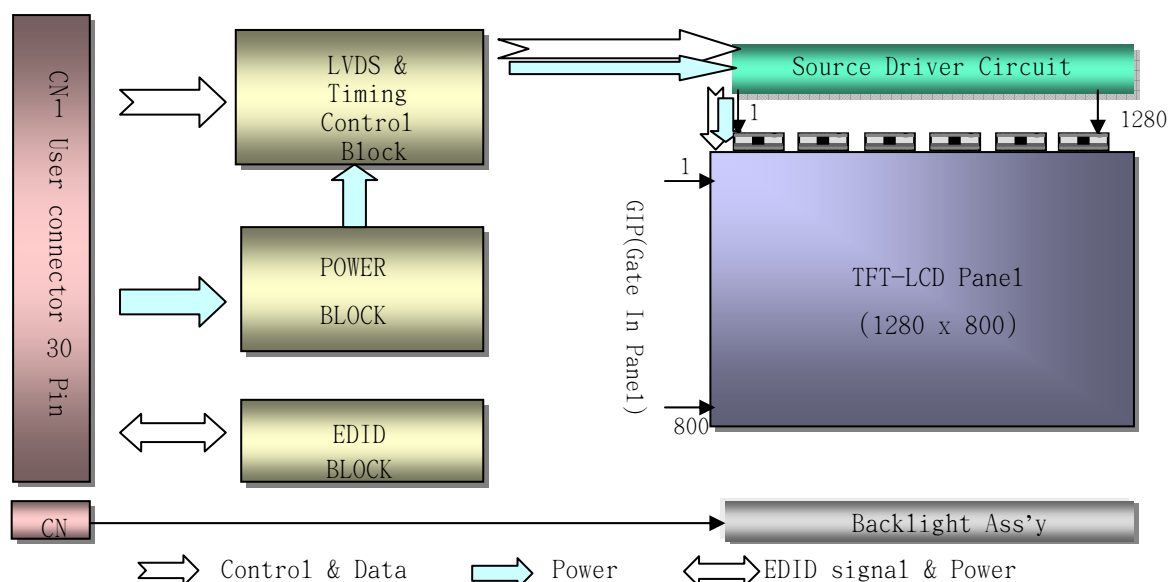 CN-1 User connector 30 Pin
LVDS &
Timing
Control
Block
Source Driver Circuit
1
1280
1
GIP(Gate In Panel)
800
POWER
BLOCK
TFT-LCD Panel
(1280 x 800)
EDID
BLOCK
CN
Backlight Ass'y
Control & Data
Power
EDID signal & Power